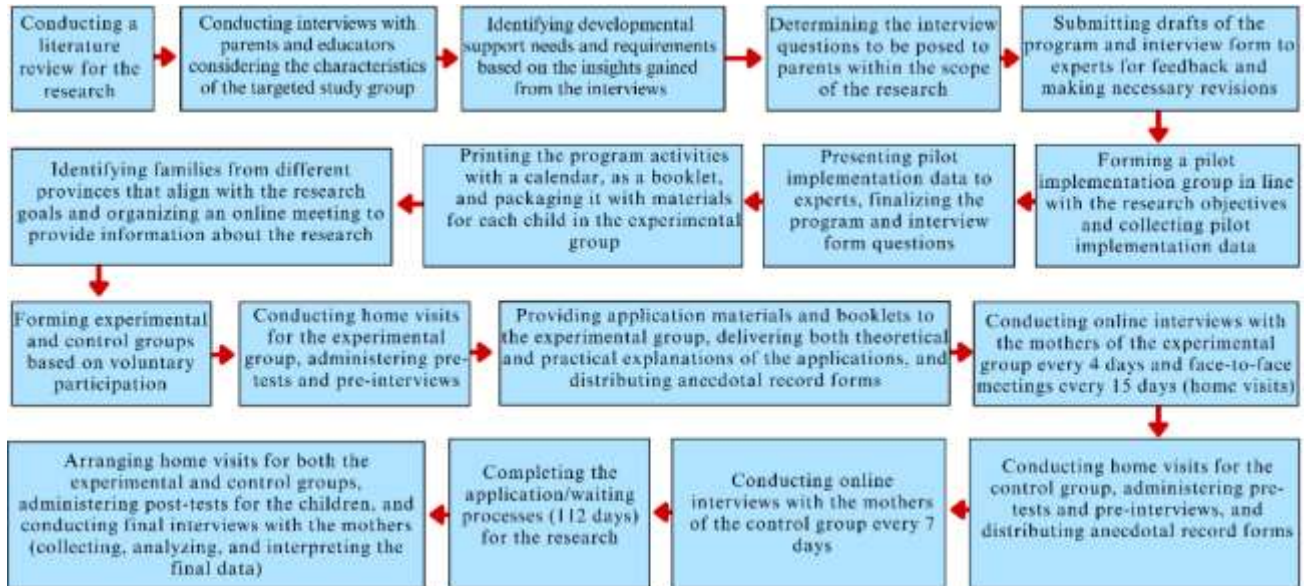 Conducting a
literature
review for the
research
Conducting interviews with
parents and educators
considering the characteristics
of the targeted study group
Identifying developmental
support needs and requirements
based on the insights gained
from the interviews
Determining the interview
questions to be posed to
parents within the scope
of the research
Submitting drafts of the
program and interview form to
experts for feedback and
making necessary revisions
Forming a pilot
implementation group in line
with the research objectives
and collecting pilot
implementation data
Presenting pilot
implementation data to
experts, finalizing the
program and interview
form questions
Printing the program activities
with a calendar, as a booklet,
and packaging it with materials
for each child in the experimental
group
Identifying families from different
provinces that align with the research
goals and organizing an online meeting to
provide information about the research
Forming experimental
and control groups
based on voluntary
participation
Conducting home visits
for the experimental
group, administering pre-
tests and pre-interviews
Providing application materials and booklets to
the experimental group, delivering both theoretical
and practical explanations of the applications, and
distributing anecdotal record forms
Conducting online interviews with
the mothers of the experimental
group every 4 days and face-to-face
meetings every 15 days (home visits)
Conducting home visits for the
control group, administering pre-
tests and pre-interviews, and
distributing anecdotal record forms
Conducting online
interviews with the mothers
of the control group every 7
days
Completing the
application/waiting
processes (112 days)
for the research
Arranging home visits for both the
experimental and control groups,
administering post-tests for the children, and
conducting final interviews with the mothers
(collecting, analyzing, and interpreting the
final data)